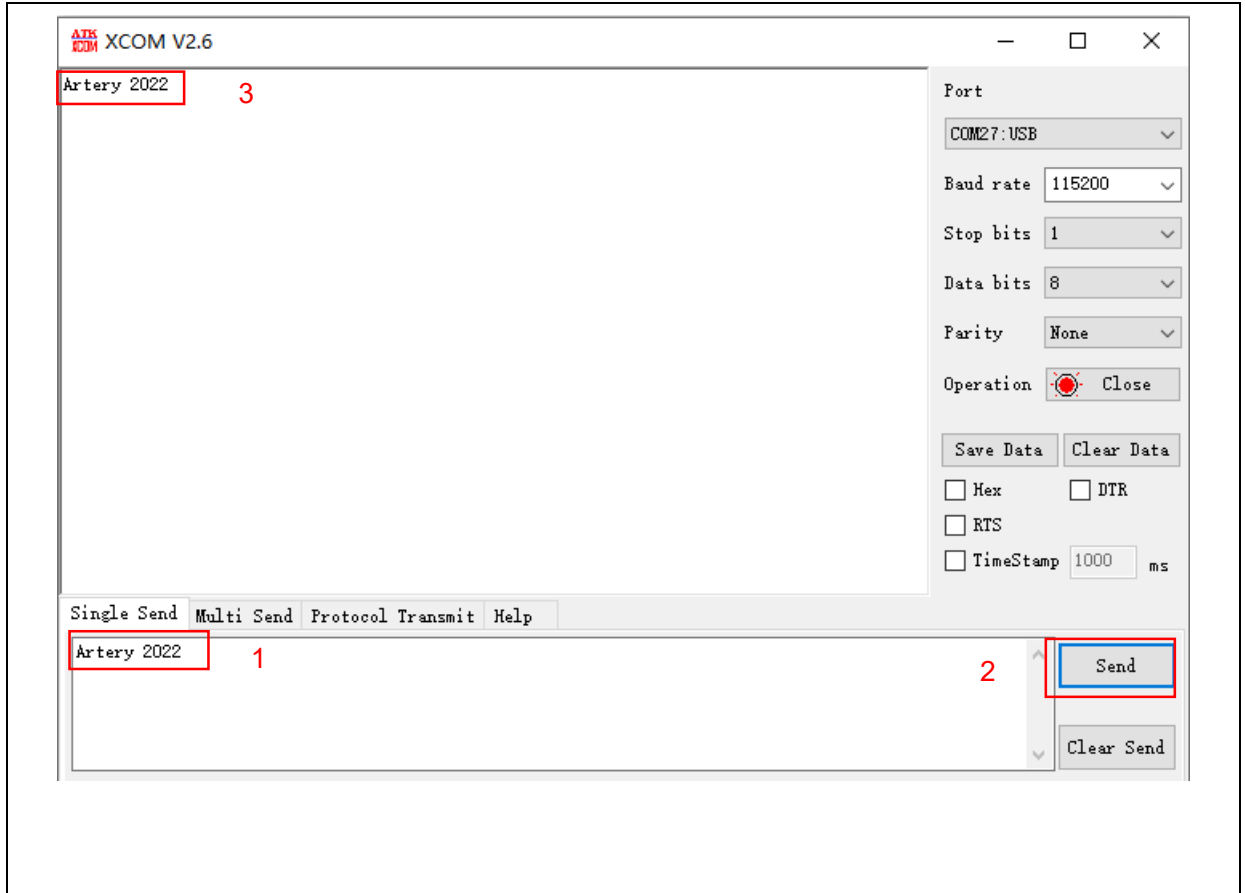 ATK XCOM XCOM V2.6
Artery 2022
3
Port
COM27:USB
Baud rate 115200
Stop bits 1
Data bits 8
Parity None
Operation Close
Save Data Clear Data
Hex DTR
RTS
TimeStamp 1000 ms
Single Send Multi Send Protocol Transmit Help
Artery 2022
1
2
Send
Clear Send